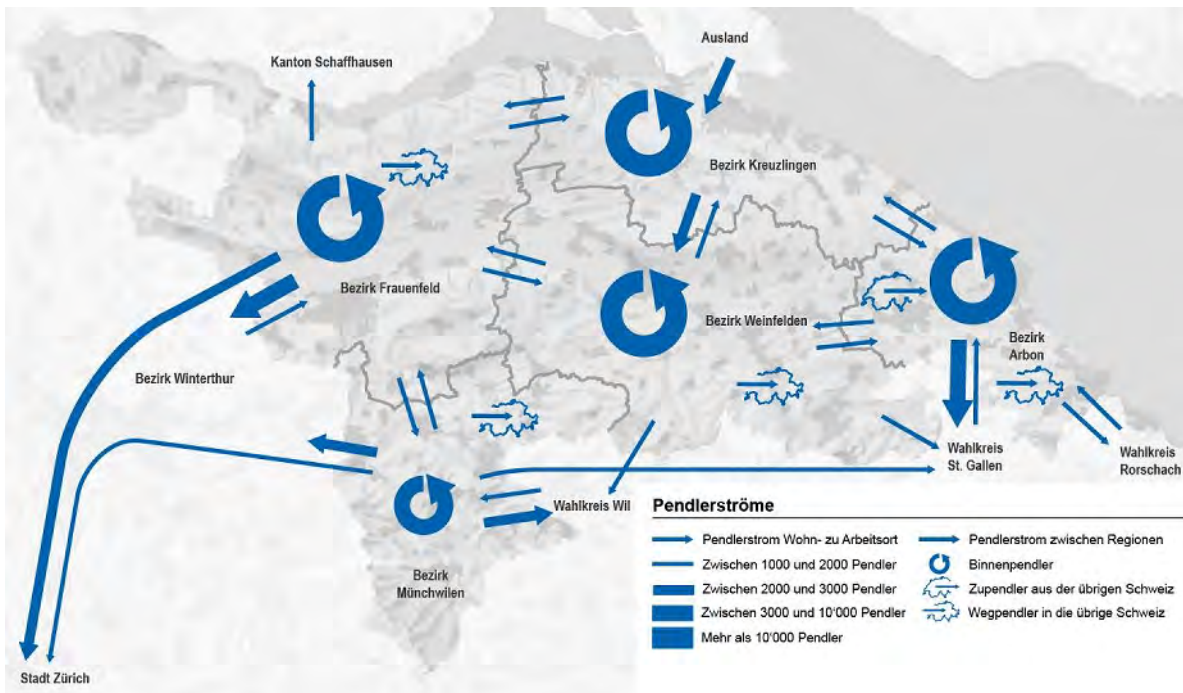 Ausland
Kanton Schaffhausen
Bezirk Kreuzlingen
Bezirk Frauenfeld
Bezirk Weinfelden
Bezirk
Arbon
Bezirk Winterthur
Wahlkreis
St. Gallen
Wahlkreis
Rorschach
Wahlkreis Wil
Bezirk
Münchwilen
Stadt Zürich
Pendlerströme
Pendlerstrom Wohn- zu Arbeitsort
Zwischen 1000 und 2000 Pendler
Zwischen 2000 und 3000 Pendler
Zwischen 3000 und 10'000 Pendler
Mehr als 10'000 Pendler
Pendlerstrom zwischen Regionen
Binnenpendler
Zupendler aus der übrigen Schweiz
Wegpendler in die übrige Schweiz